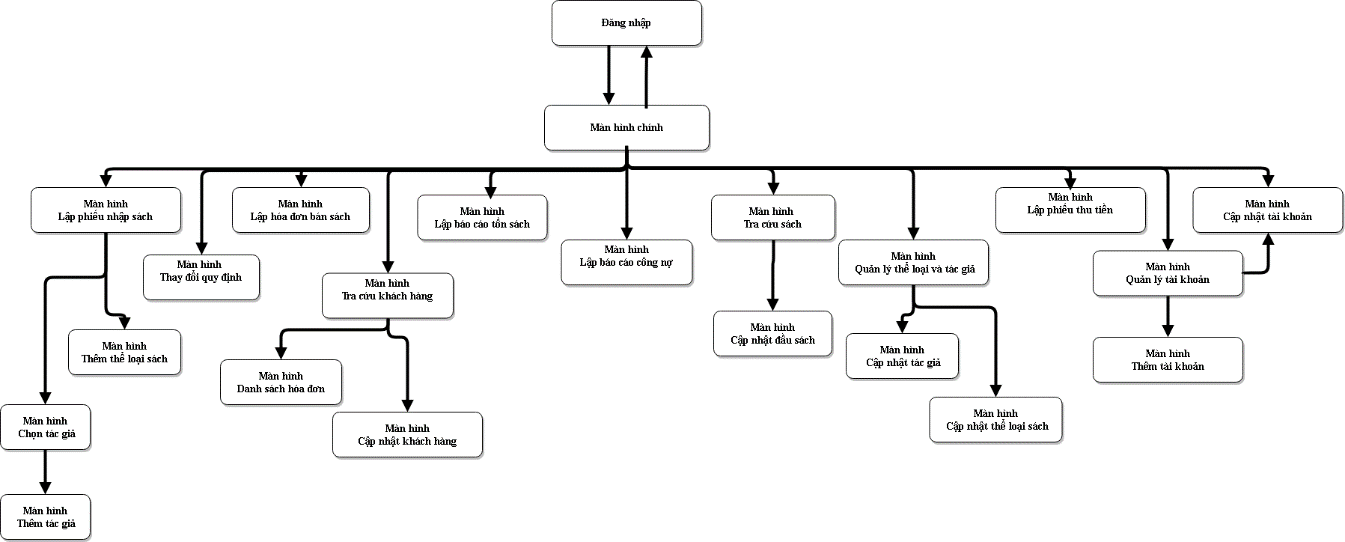 Đăng nhập
Màn hình chính
Màn hình
Lập phiếu nhập sách
Màn hình
Lập hóa đơn bán sách
Màn hình
Lập báo cáo tồn sách
Màn hình
Tra cứu sách
Màn hình
Lập phiếu thu tiền
Màn hình
Cập nhật tài khoản
Màn hình
Thay đổi quy định
Màn hình
Tra cứu khách hàng
Màn hình
Lập báo cáo công nợ
Màn hình
Quản lý thể loại và tác giả
Màn hình
Quản lý tài khoản
Màn hình
Thêm thể loại sách
Màn hình
Danh sách hóa đơn
Màn hình
Cập nhật đầu sách
Màn hình
Cập nhật tác giả
Màn hình
Thêm tài khoản
Màn hình
Chọn tác giả
Màn hình
Cập nhật khách hàng
Màn hình
Cập nhật thể loại sách
Màn hình
Thêm tác giả